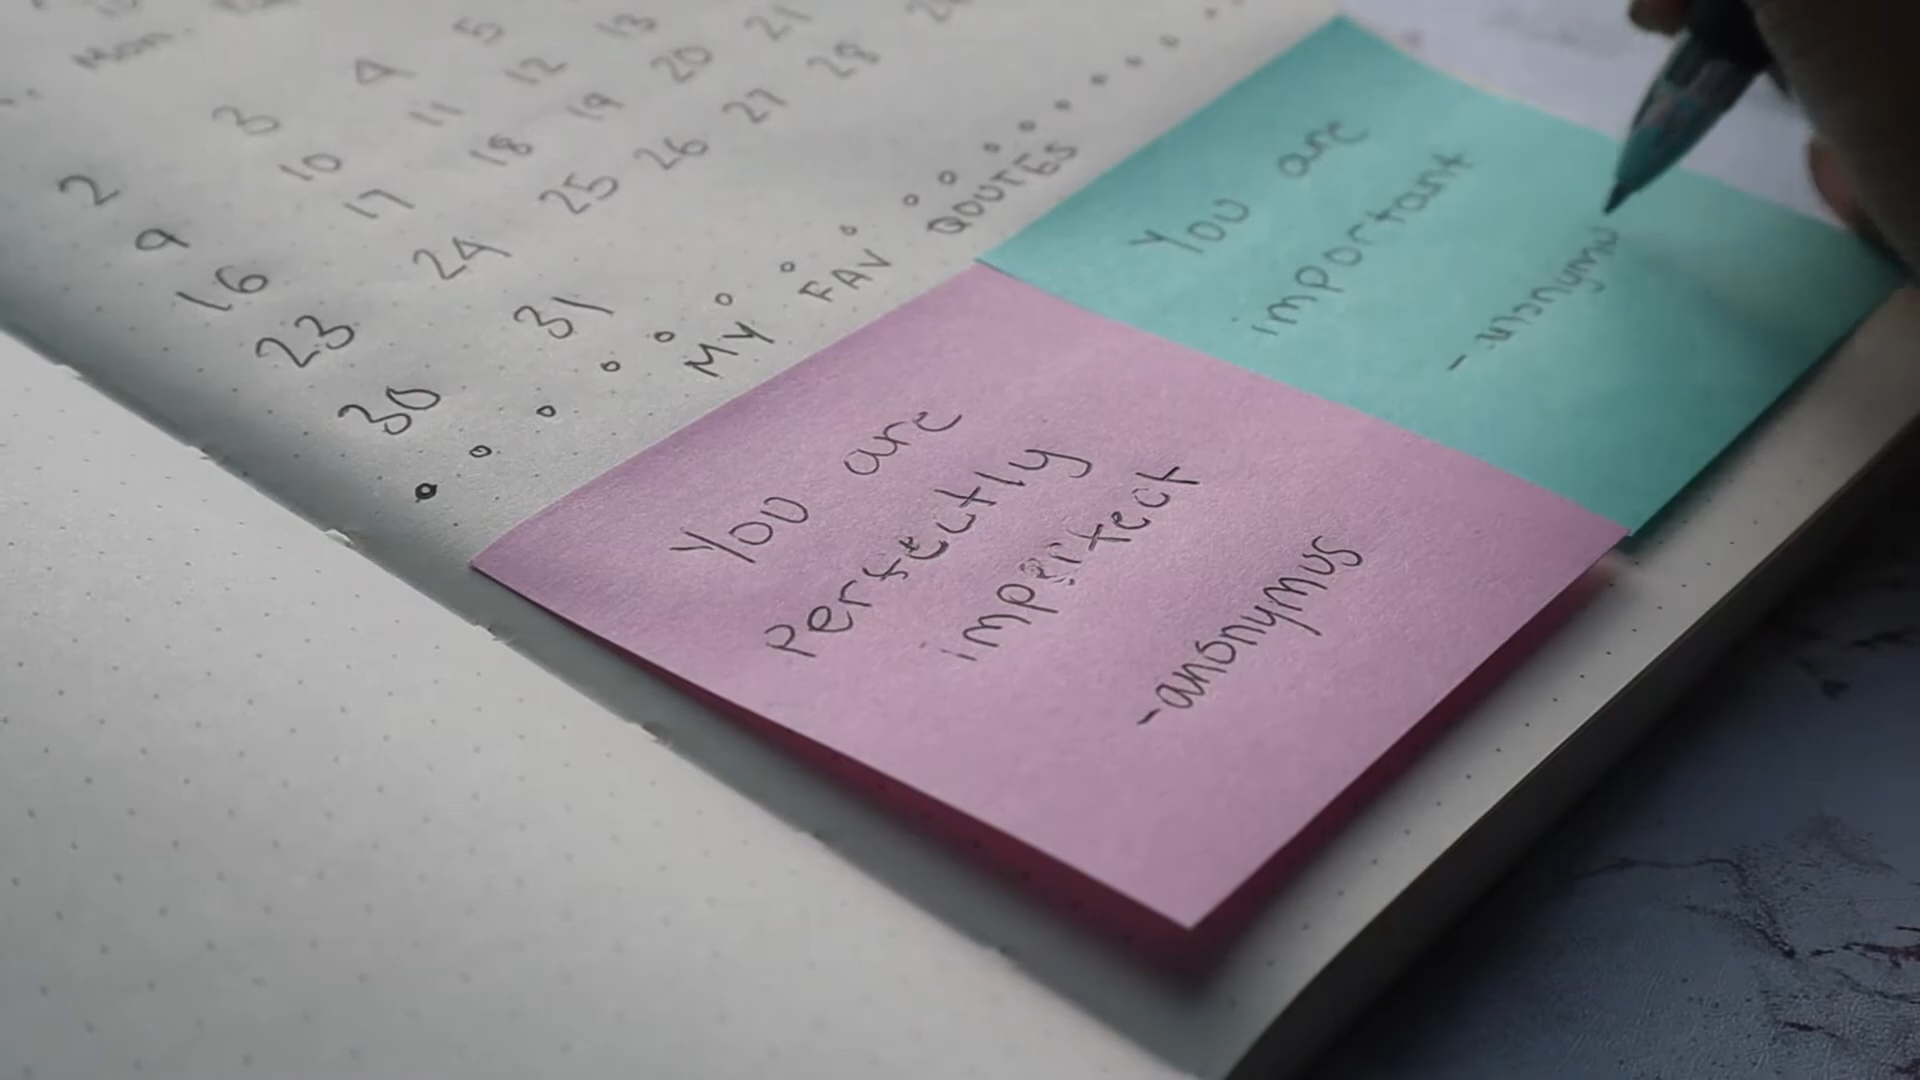 Mon.
3 4 5
2 10 11 12 13
9 17 18 19 20 21
16 24 25 26 27 28
23 31
30
MY FAV QOUTES
You are
important
-anonymu
You are
Perfectly
imperfect
-anonymus